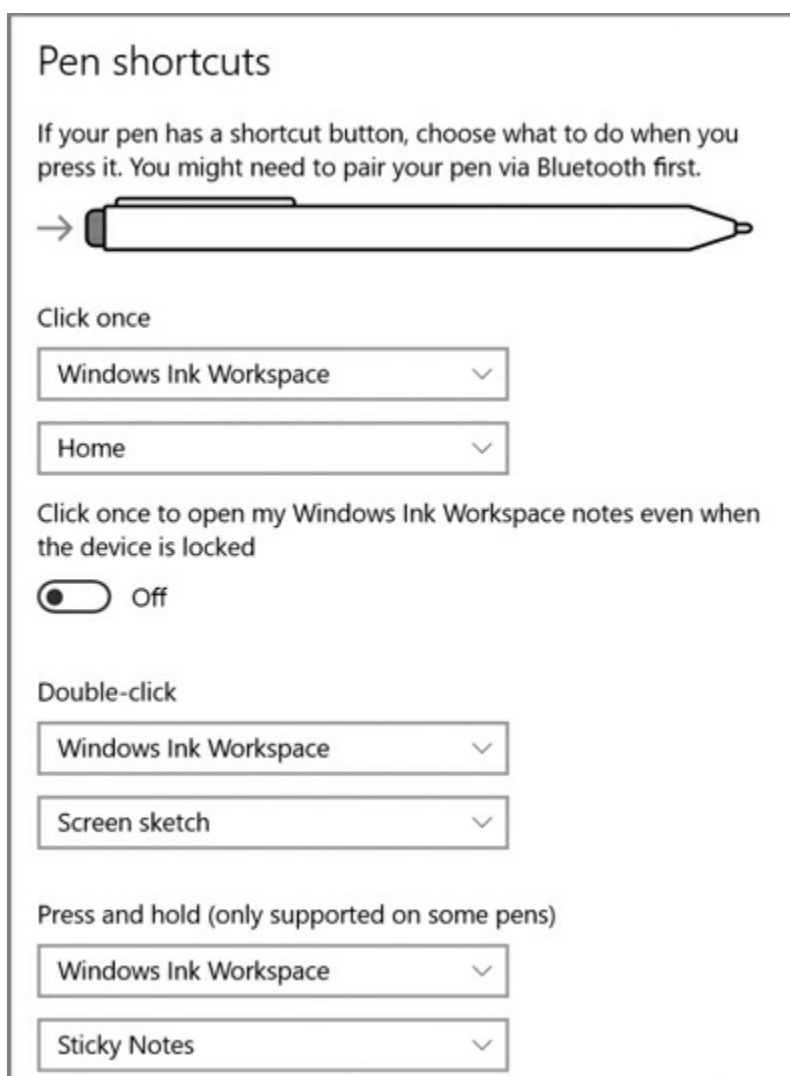 Pen shortcuts
If your pen has a shortcut button, choose what to do when you
press it. You might need to pair your pen via Bluetooth first.
Click once
Windows Ink Workspace
Home
Click once to open my Windows Ink Workspace notes even when
the device is locked
Off
Double-click
Windows Ink Workspace
Screen sketch
Press and hold (only supported on some pens)
Windows Ink Workspace
Sticky Notes